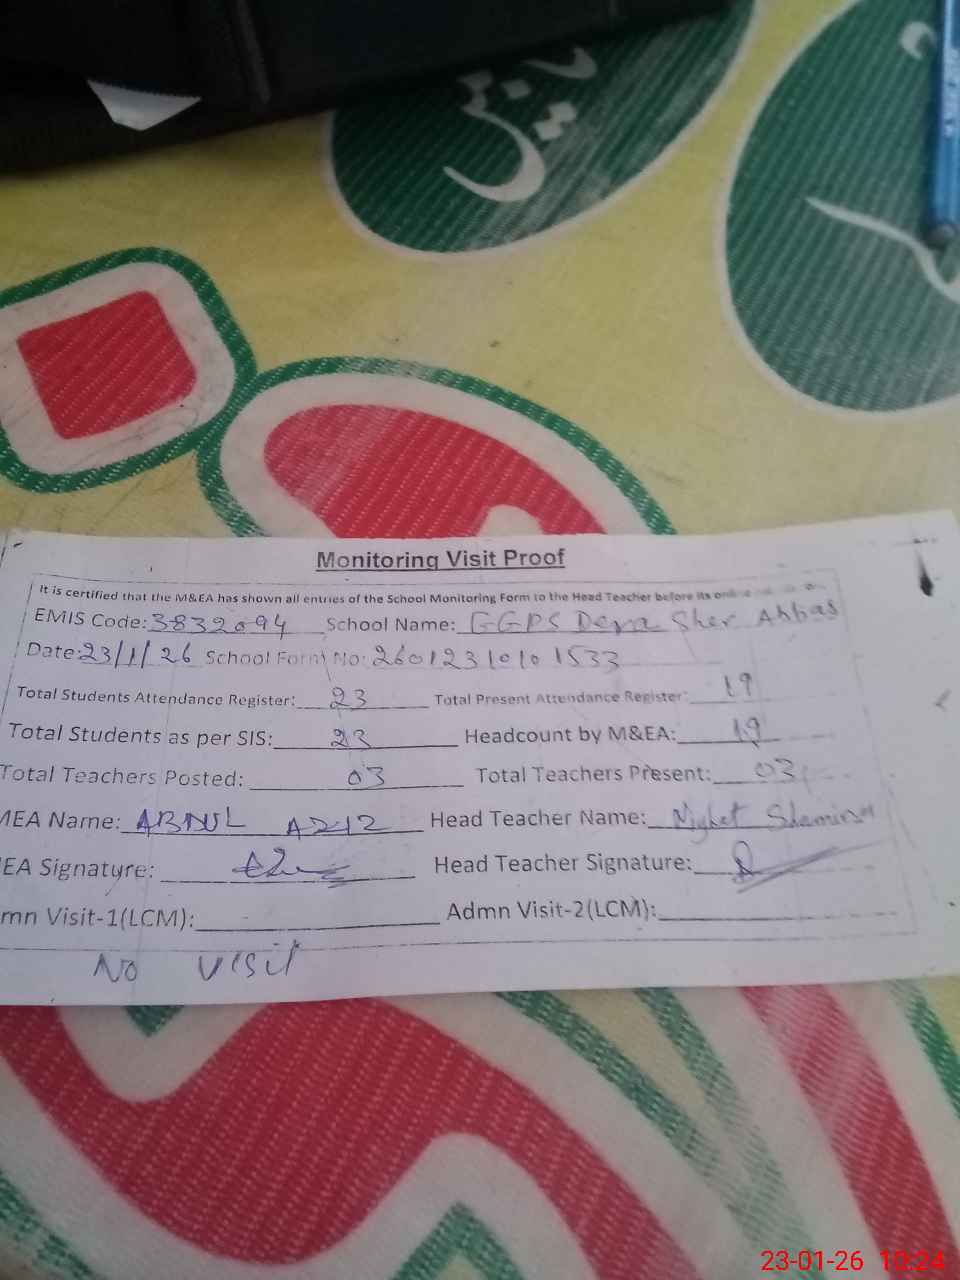 Monitoring Visit Proof
It is certified that the M&EA has shown all entries of the School Monitoring Form to the Head Teacher before its
EMIS Code: 3832094 School Name: GGPS Dera Sher Abbas
Date: 23/1/26 School Form No: 2601231010 1533
Total Students Attendance Register: 23 Total Present Attendance Register: 19
Total Students as per SIS: 23 Headcount by M&EA: 19
Total Teachers Posted: 03 Total Teachers Present: 03
MEA Name: ABDUL AZIZ Head Teacher Name: Nighet
EA Signature: Head Teacher Signature:
mn Visit-1(LCM): Admn Visit-2(LCM):
No visit
23-01-26 10:24